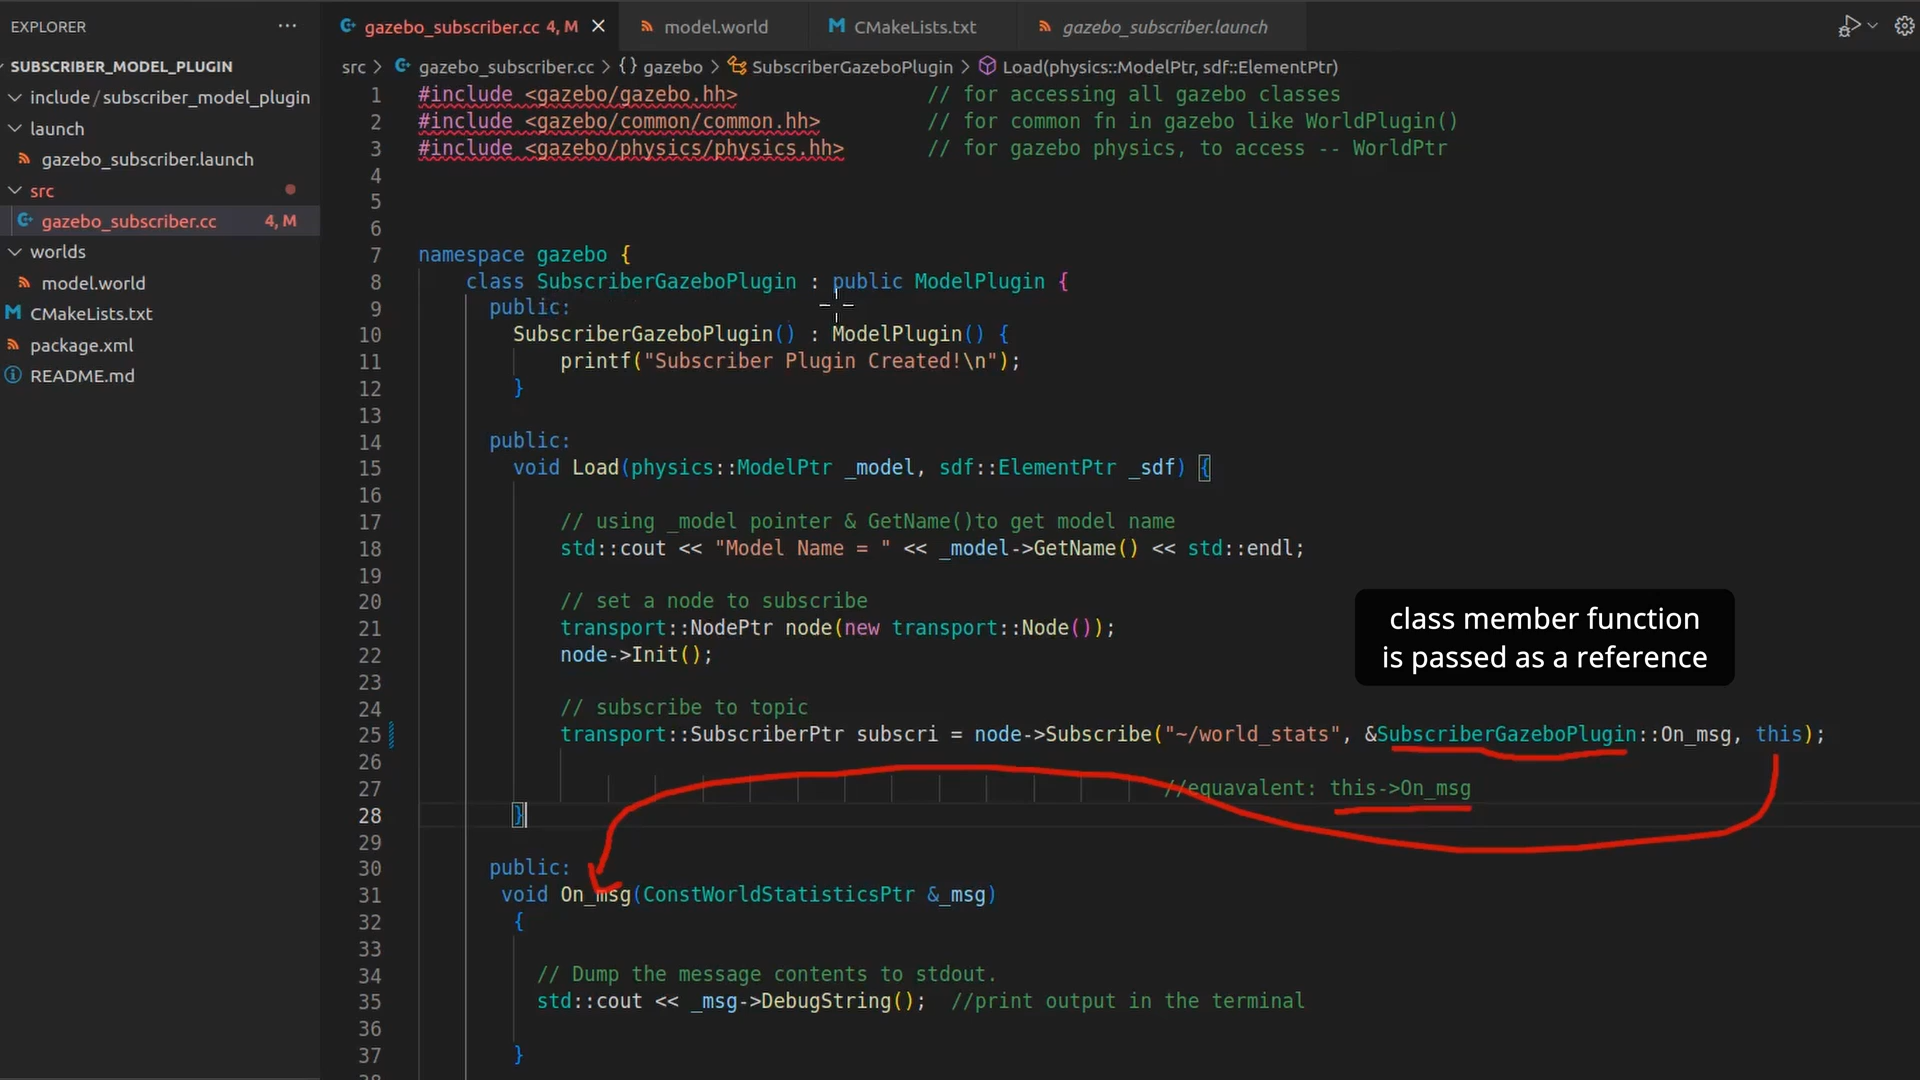 EXPLORER
···
gazebo_subscriber.cc 4, M
model.world
CMakeLists.txt
gazebo_subscriber.launch
SUBSCRIBER_MODEL_PLUGIN
include/subscriber_model_plugin
launch
gazebo_subscriber.launch
src
gazebo_subscriber.cc 4, M
worlds
model.world
CMakeLists.txt
package.xml
README.md
src > gazebo_subscriber.cc > {} gazebo > SubscriberGazeboPlugin > Load(physics::ModelPtr, sdf::ElementPtr)
1 #include <gazebo/gazebo.hh> // for accessing all gazebo classes
2 #include <gazebo/common/common.hh> // for common fn in gazebo like WorldPlugin()
3 #include <gazebo/physics/physics.hh> // for gazebo physics, to access -- WorldPtr
4
5
6
7 namespace gazebo {
8 class SubscriberGazeboPlugin : public ModelPlugin {
9 public:
10 SubscriberGazeboPlugin() : ModelPlugin() {
11 printf("Subscriber Plugin Created!\n");
12 }
13
14 public:
15 void Load(physics::ModelPtr _model, sdf::ElementPtr _sdf) {
16
17 // using _model pointer & GetName()to get model name
18 std::cout << "Model Name = " << _model->GetName() << std::endl;
19
20 // set a node to subscribe
21 transport::NodePtr node(new transport::Node());
22 node->Init();
23
24 // subscribe to topic
25 transport::SubscriberPtr subscri = node->Subscribe("~/world_stats", &SubscriberGazeboPlugin::On_msg, this);
26
27 //equavalent: this->On_msg
28 }
29
30 public:
31 void On_msg(ConstWorldStatisticsPtr &_msg)
32 {
33
34 // Dump the message contents to stdout.
35 std::cout << _msg->DebugString(); //print output in the terminal
36
37 }
38
class member function
is passed as a reference